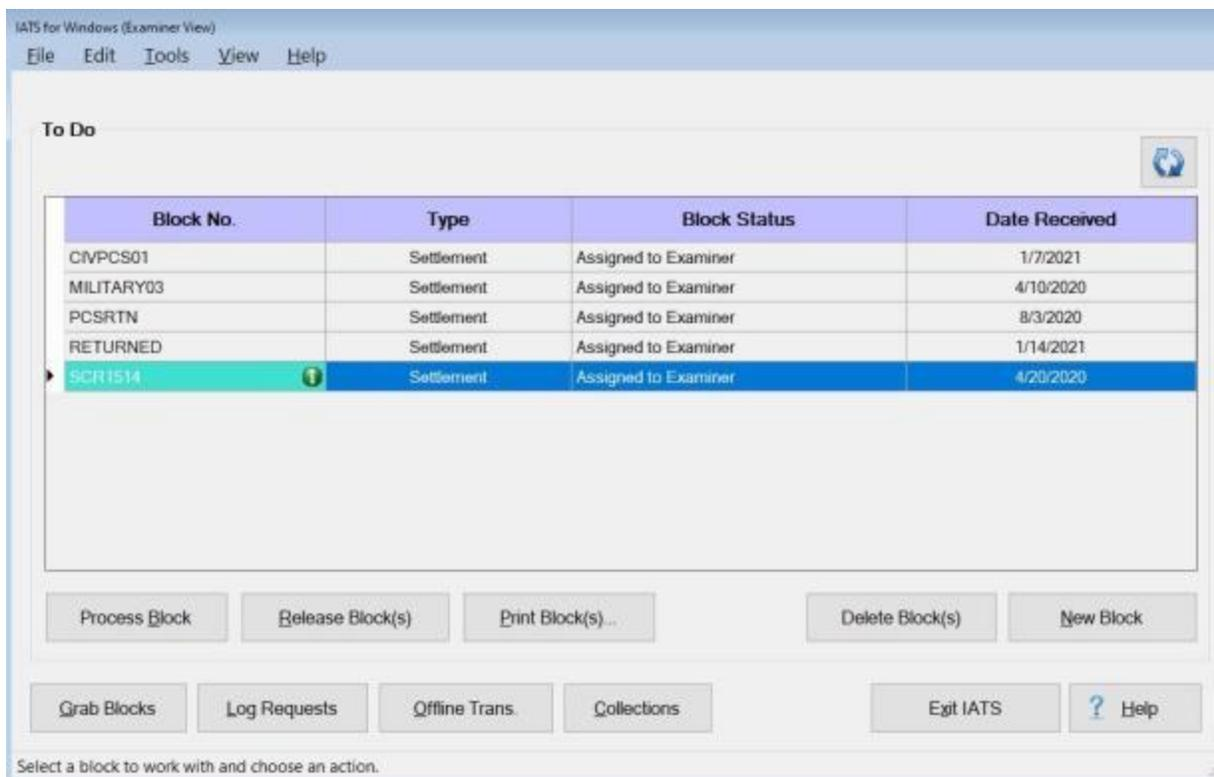 IATS for Windows (Examiner View)
File Edit Tools View Help
To Do
Block No. Type Block Status Date Received
CIVPCS01 Settlement Assigned to Examiner 1/7/2021
MILITARY03 Settlement Assigned to Examiner 4/10/2020
PCSRTN Settlement Assigned to Examiner 8/3/2020
RETURNED Settlement Assigned to Examiner 1/14/2021
SCR1514 Settlement Assigned to Examiner 4/20/2020
Process Block Release Block(s) Print Block(s)... Delete Block(s) New Block
Grab Blocks Log Requests Offline Trans. Collections Exit IATS ? Help
Select a block to work with and choose an action.